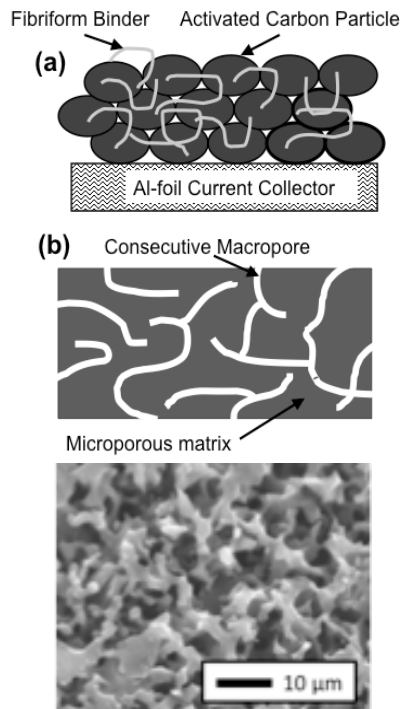 Fibriform Binder
Activated Carbon Particle
(a)
Al-foil Current Collector
(b)
Consecutive Macropore
Microporous matrix
10 µm